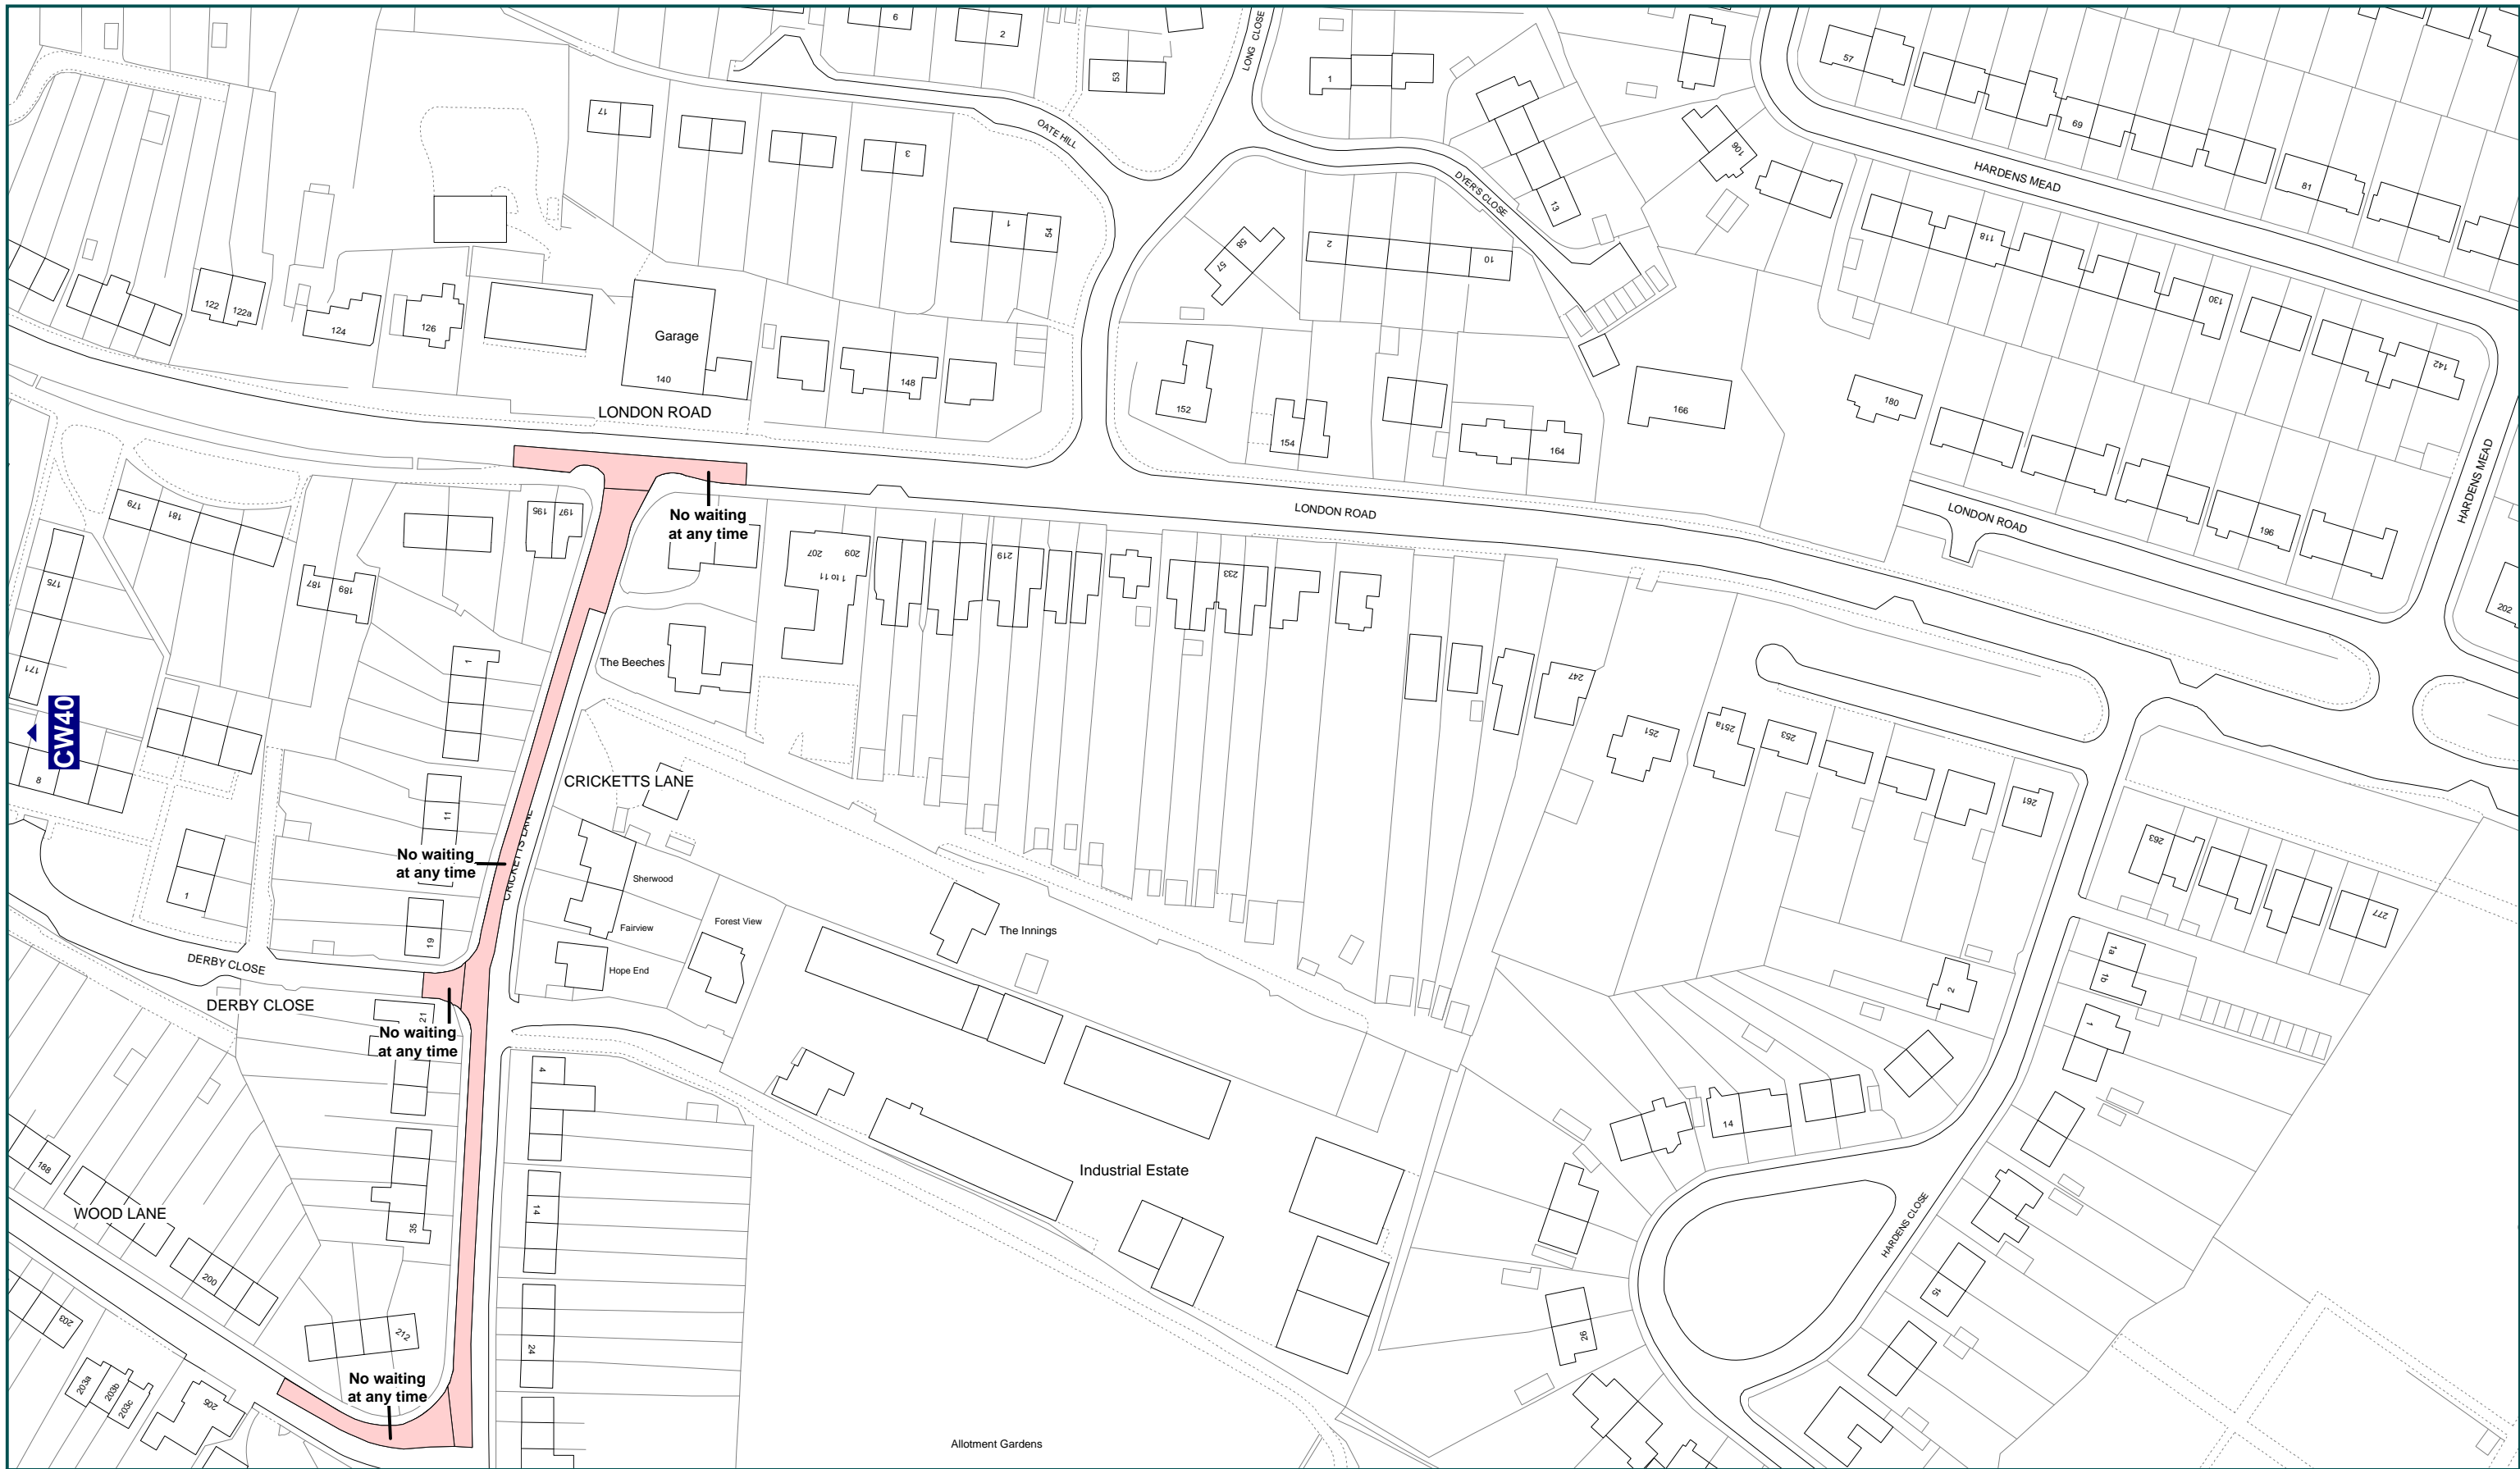 6
2
53
LONG CLOSE
1
57
69
HARDENS MEAD
81
17
3
OATE HILL
106
DYER'S CLOSE
13
1
54
58
57
2
10
118
130
142
122
122a
124
126
Garage
140
148
152
154
164
166
180
LONDON ROAD
LONDON ROAD
LONDON ROAD
196
HARDENS MEAD
202
179
181
195
197
No waiting
at any time
207
209
1 to 11
219
233
175
187
189
171
1
The Beeches
247
251
251a
253
261
CW40
8
CRICKETTS LANE
11
CRICKETTS LANE
No waiting
at any time
263
277
1
19
Sherwood
Fairview
Forest View
The Innings
Hope End
DERBY CLOSE
DERBY CLOSE
1a
1b
2
1
21
No waiting
at any time
4
14
188
Industrial Estate
WOOD LANE
35
14
HARDENS CLOSE
200
15
203
212
24
26
203a
203b
203c
206
No waiting
at any time
Allotment Gardens